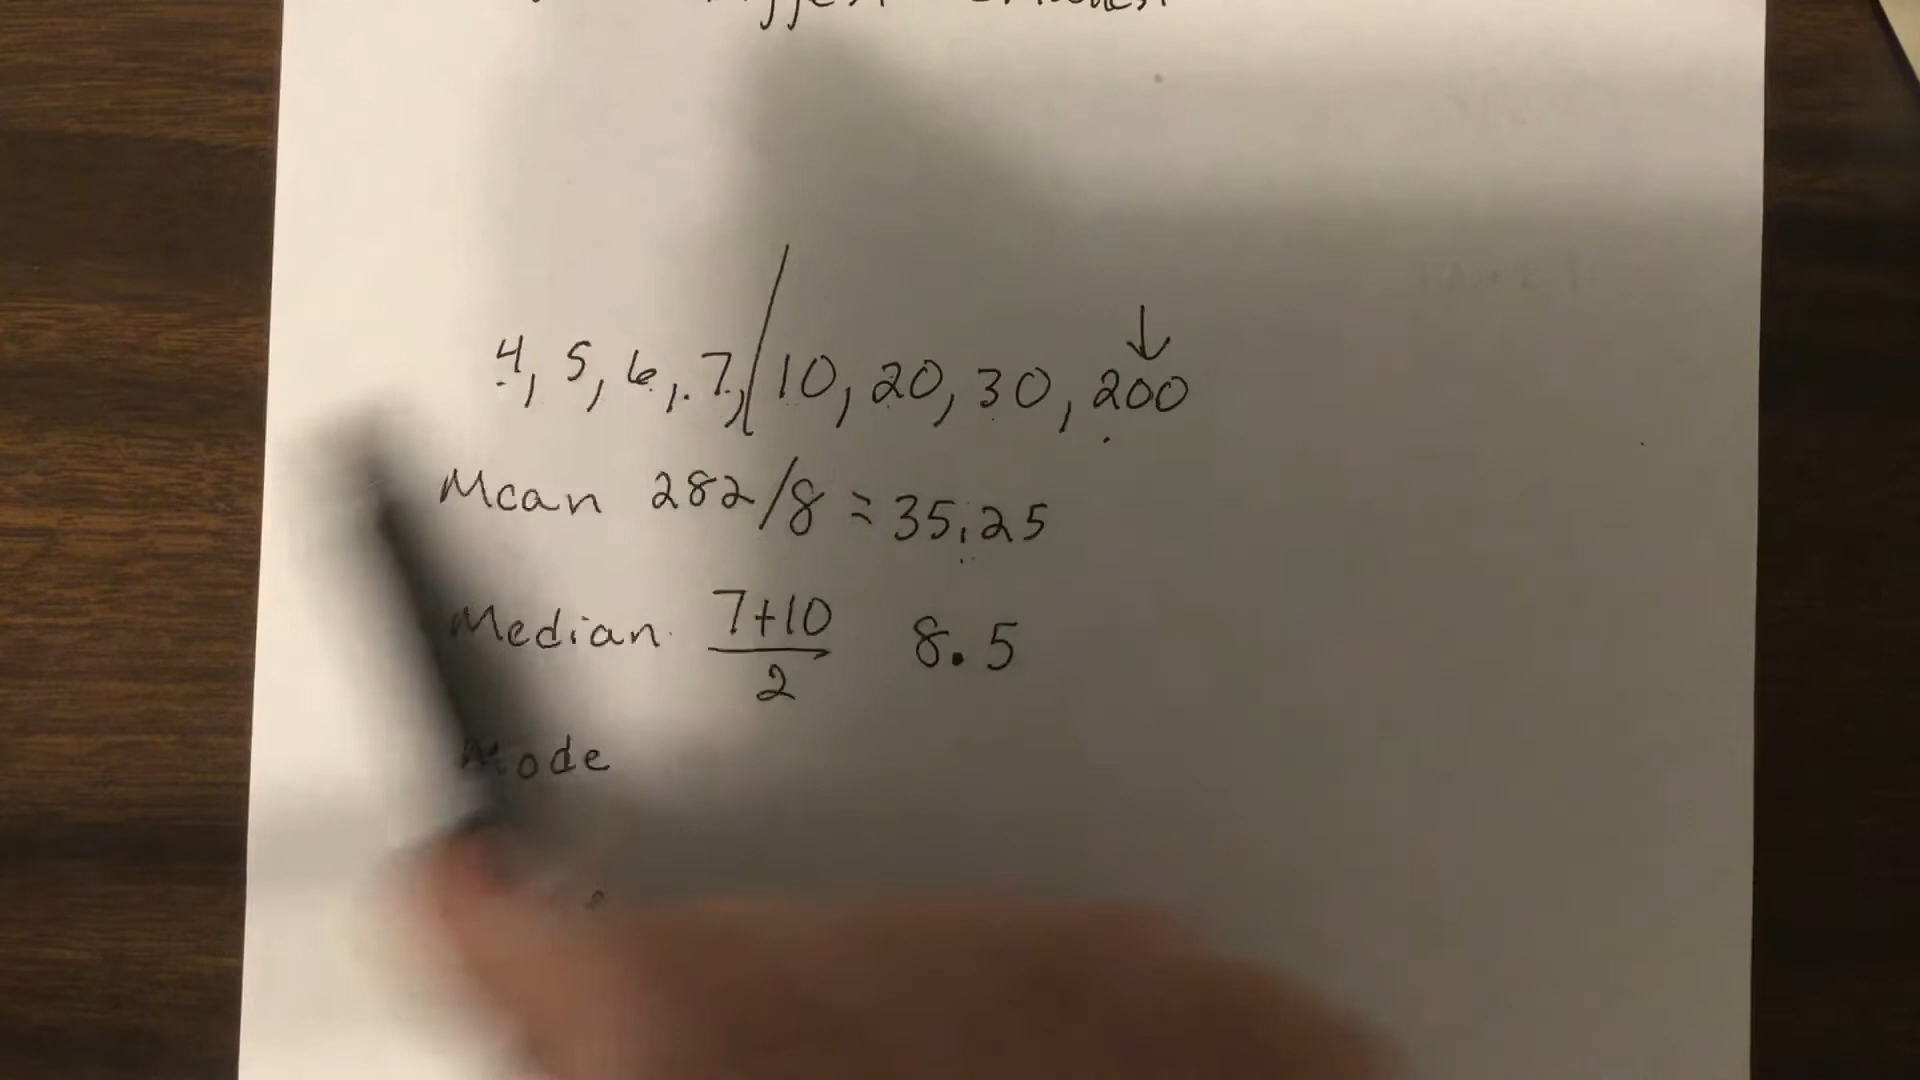 4, 5, 6, 7, / 10, 20, 30, 200
Mean 282/8 = 35.25
Median 7+10
2
8.5
Mode